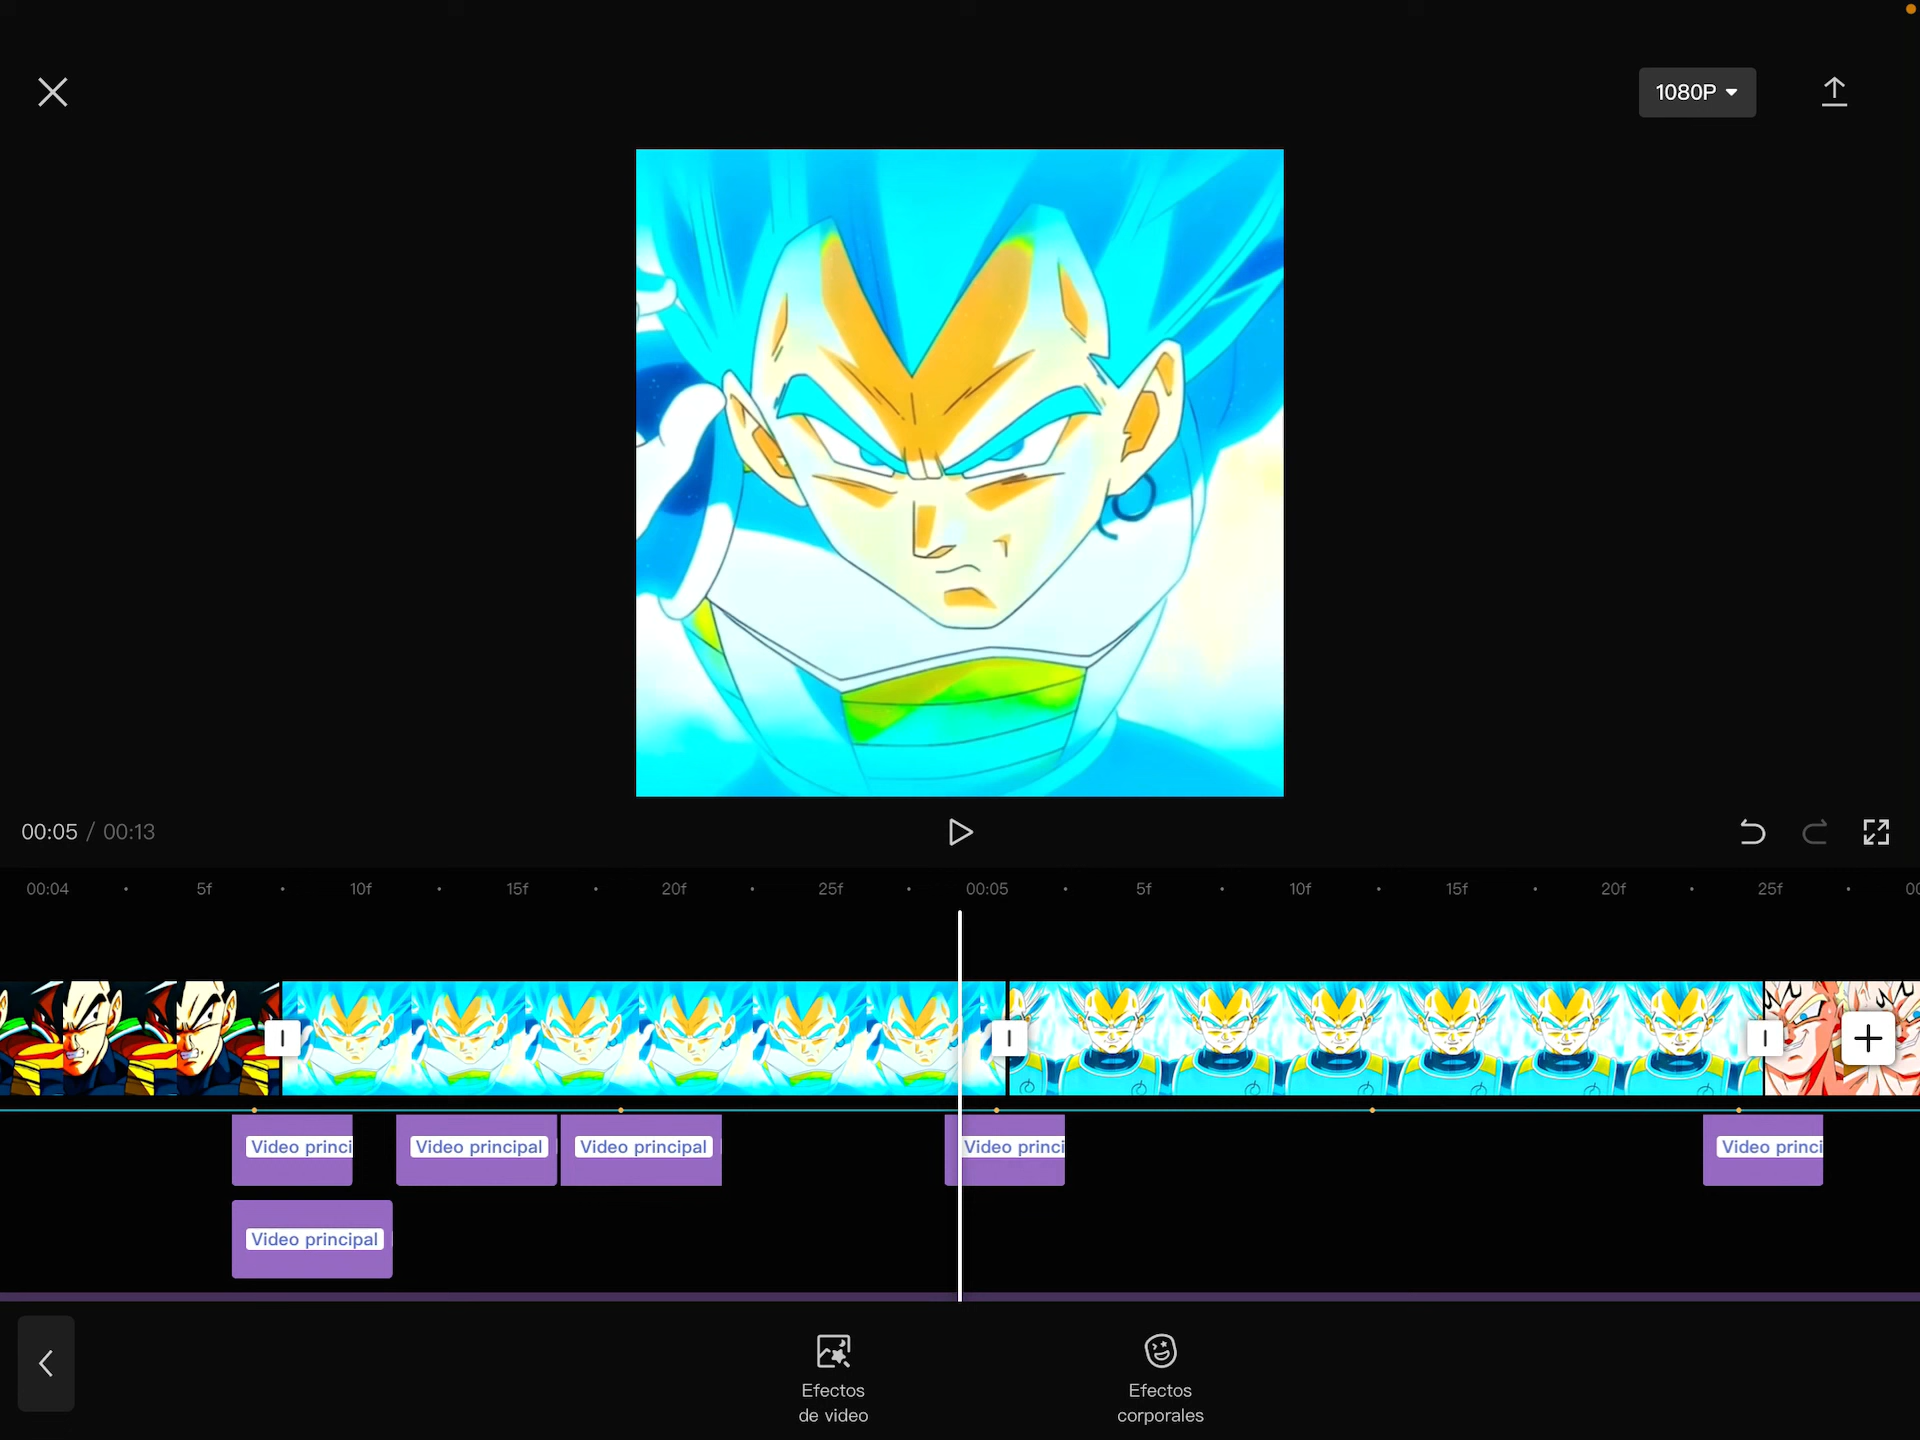 1080P
00:05 / 00:13
00:04 5f 10f 15f 20f 25f 00:05 5f 10f 15f 20f 25f 00
Video princi Video principal Video principal Video princi Video princi
Video principal
Efectos
de video
Efectos
corporales